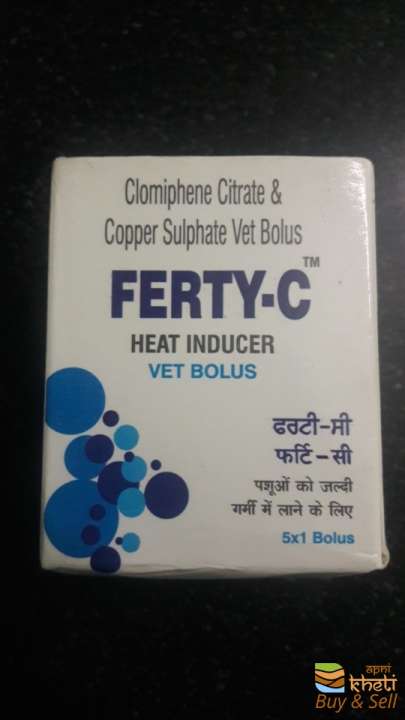 Clomiphene Citrate &
Copper Sulphate Vet Bolus
FERTY-C™
HEAT INDUCER
VET BOLUS
ਫਰਟੀ-ਸੀ
फर्टि-सी
पशूओं को जल्दी
गर्मी में लाने के लिए
5x1 Bolus
apni
kheti
Buy & Sell